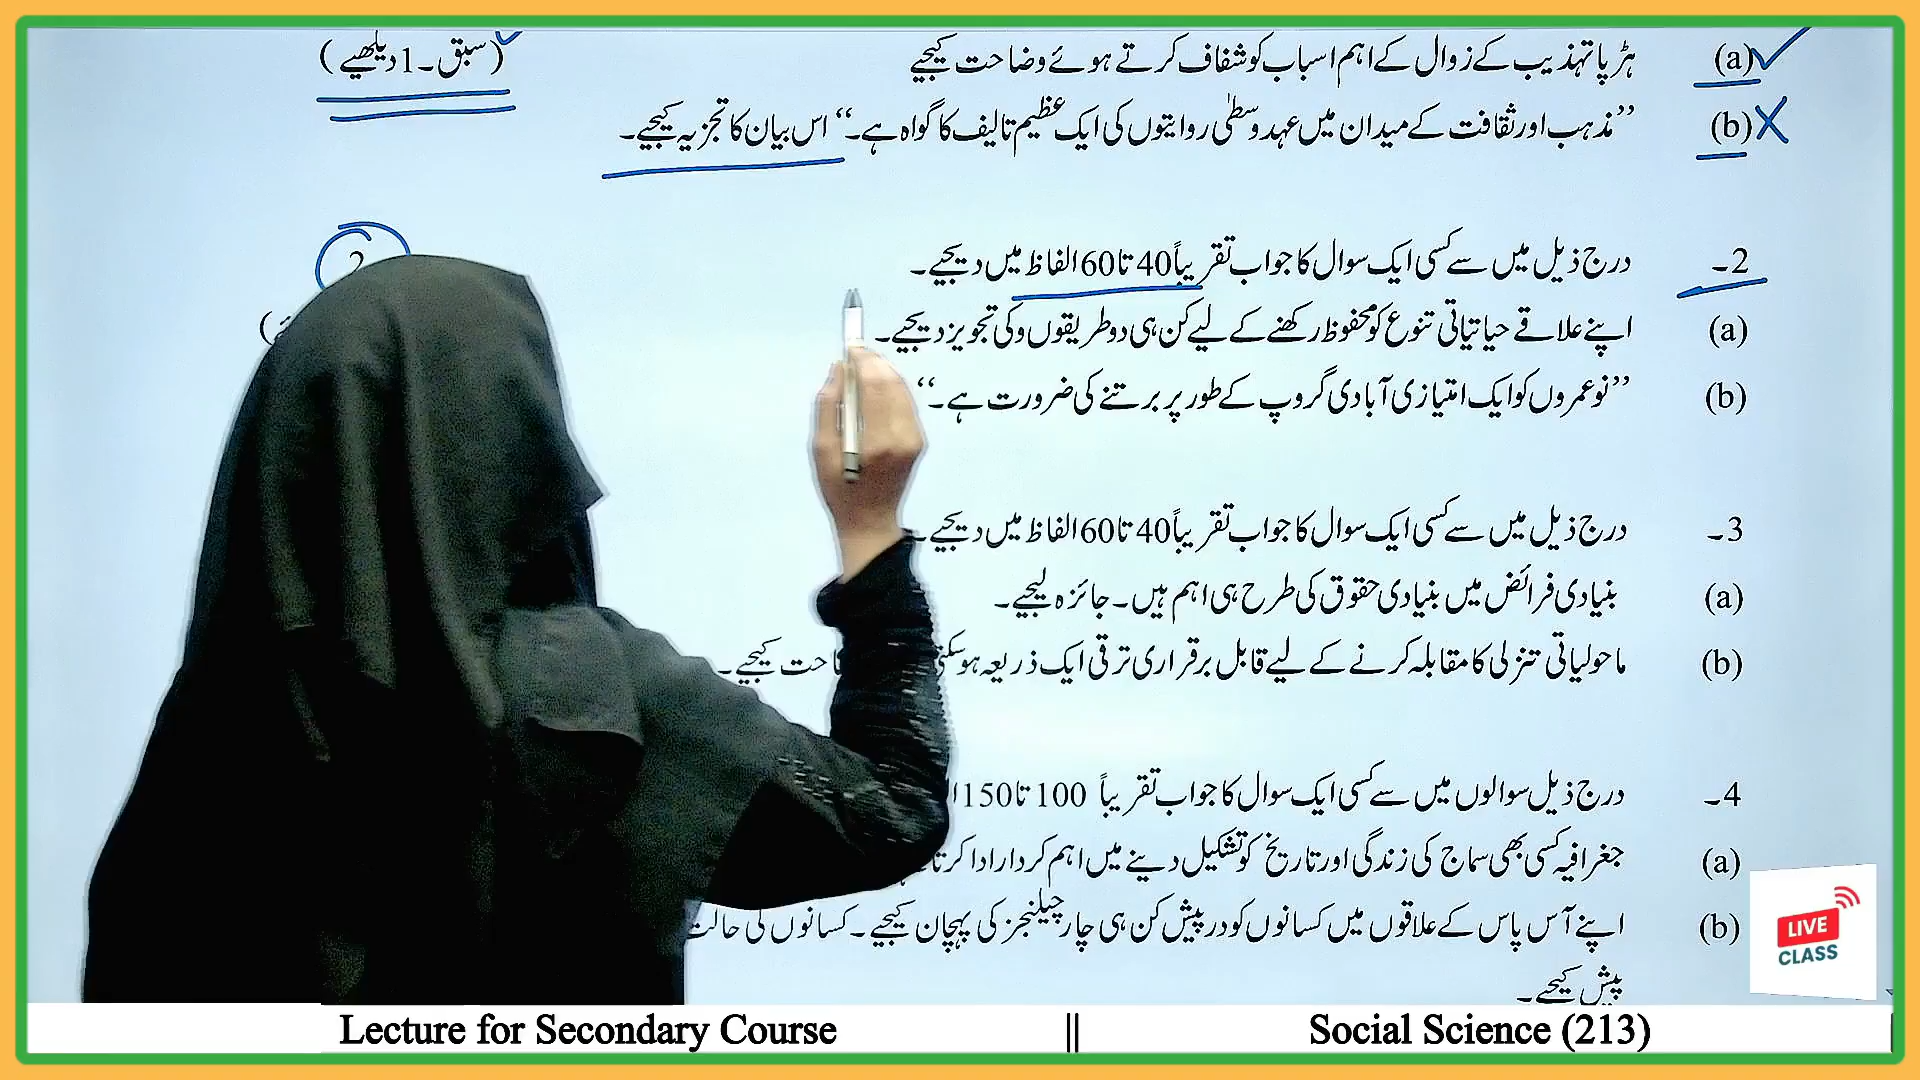 (a) ہڑپا تہذیب کے زوال کے اہم اسباب کو شفاف کرتے ہوئے وضاحت کیجیے (سبق۔1 دیکھیے)
(b) ’’مذہب اور ثقافت کے میدان میں عہد وسطیٰ روایتوں کی ایک عظیم تالیف کا گواہ ہے۔‘‘ اس بیان کا تجزیہ کیجیے۔
2۔ درج ذیل میں سے کسی ایک سوال کا جواب تقریباً 40 تا 60 الفاظ میں دیجیے۔ 2
(a) اپنے علاقے حیاتیاتی تنوع کو محفوظ رکھنے کے لیے کن ہی دو طریقوں و کی تجویز دیجیے۔
(b) ’’نوعمروں کو ایک امتیازی آبادی گروپ کے طور پر برتنے کی ضرورت ہے۔‘‘
3۔ درج ذیل میں سے کسی ایک سوال کا جواب تقریباً 40 تا 60 الفاظ میں دیجیے۔
(a) بنیادی فرائض میں بنیادی حقوق کی طرح ہی اہم ہیں۔ جائزہ لیجیے۔
(b) ماحولیاتی تنزلی کا مقابلہ کرنے کے لیے قابل برقراری ترقی ایک ذریعہ ہو کیجیے۔
4۔ درج ذیل سوالوں میں سے کسی ایک سوال کا جواب تقریباً 100 تا 150
(a) جغرافیہ کسی بھی سماج کی زندگی اور تاریخ کو تشکیل دینے میں اہم کردار ادا کرتا
(b) اپنے آس پاس کے علاقوں میں کسانوں کو درپیش کن ہی چار چیلنجز کی پہچان کیجیے۔ کسانوں کی حالت
پیش کیجیے۔
LIVE
CLASS
Lecture for Secondary Course || Social Science (213)